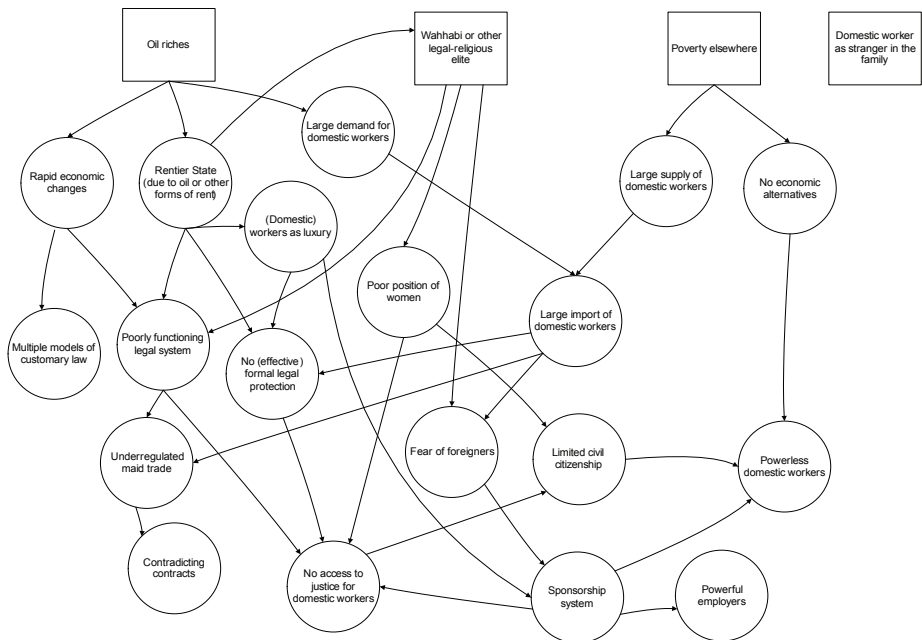 Oil riches
Wahhabi or other
legal-religious
elite
Poverty elsewhere
Domestic worker
as stranger in the
family
Large demand for
domestic workers
Rapid economic
changes
Rentier State
(due to oil or other
forms of rent)
Large supply of
domestic workers
No economic
alternatives
(Domestic)
workers as luxury
Poor position of
women
Large import of
domestic workers
Multiple models of
customary law
Poorly functioning
legal system
No (effective)
formal legal
protection
Underregulated
maid trade
Fear of foreigners
Limited civil
citizenship
Powerless
domestic workers
Contradicting
contracts
No access to
justice for
domestic workers
Sponsorship
system
Powerful
employers